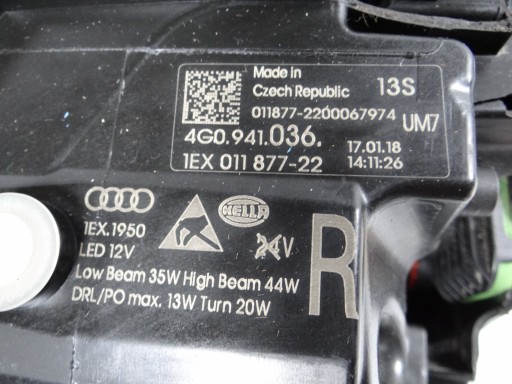 Made in
Czech Republic 13S
011877-2200067974 UM7
4G0.941.036.
17.01.18
1EX 011 877-22 14:11:26
HELLA
1EX.1950
LED 12V
24V
Low Beam 35W High Beam 44W
DRL/PO max. 13W Turn 20W
R